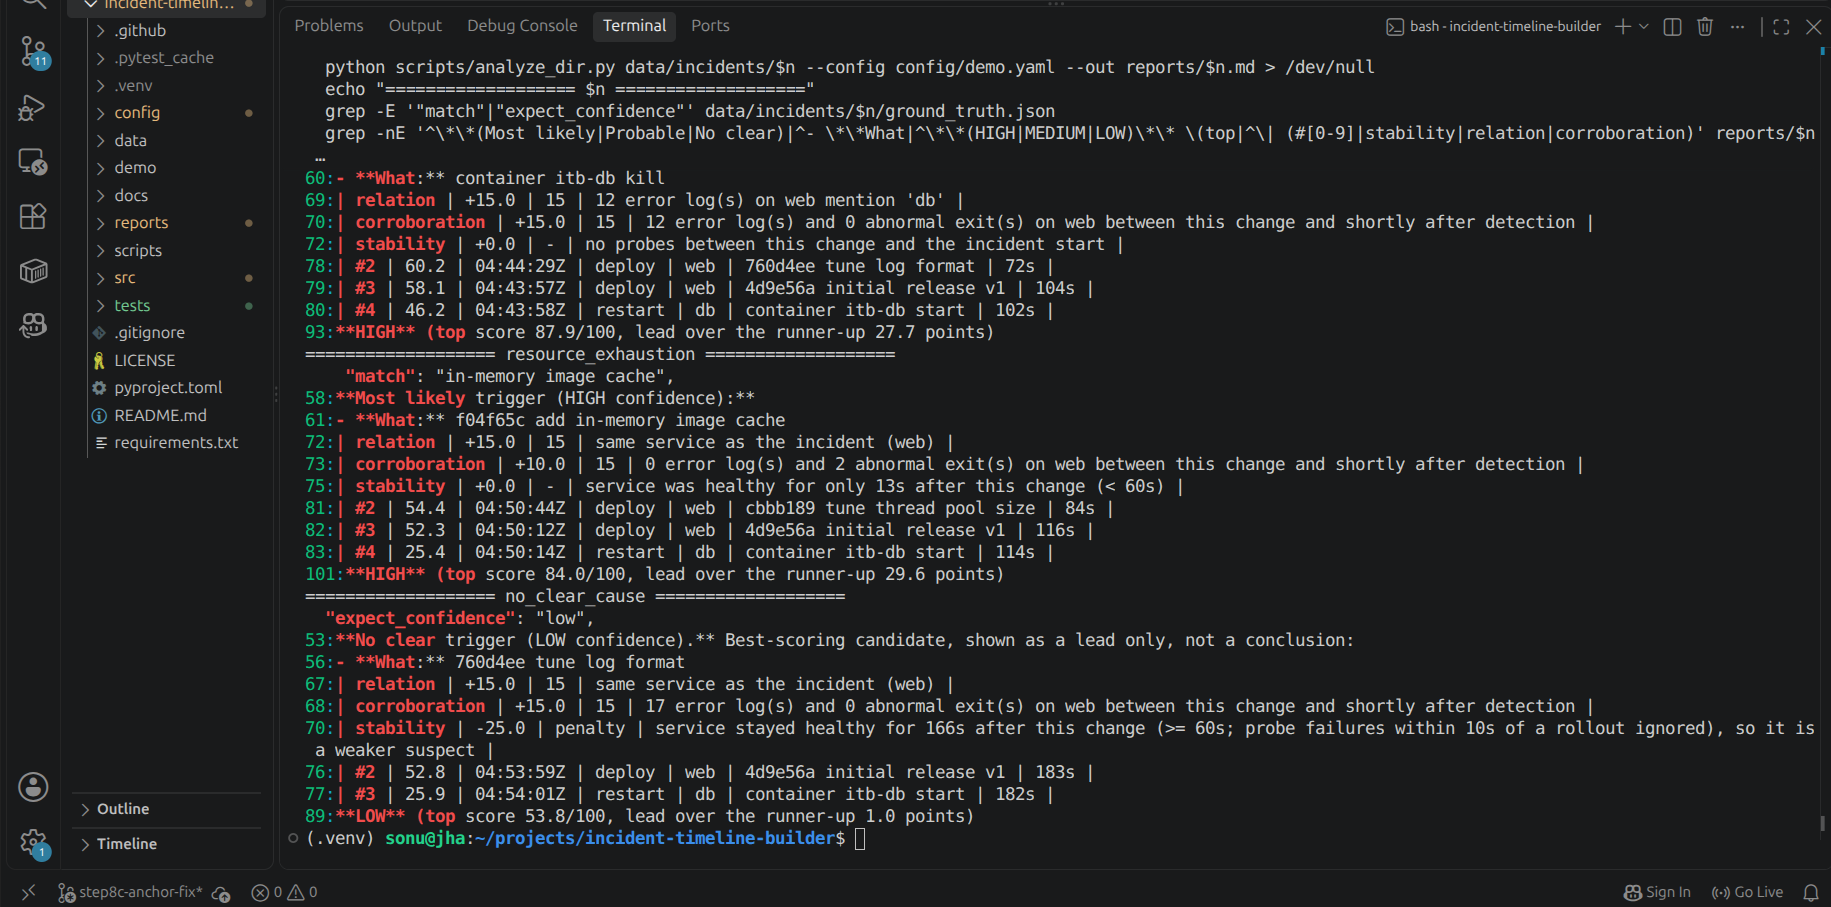 incident-timelin...
.github
.pytest_cache
.venv
config
data
demo
docs
reports
scripts
src
tests
.gitignore
LICENSE
pyproject.toml
README.md
requirements.txt
Outline
Timeline
11
1
Problems Output Debug Console Terminal Ports
bash - incident-timeline-builder
python scripts/analyze_dir.py data/incidents/$n --config config/demo.yaml --out reports/$n.md > /dev/null
echo "=================== $n ==================="
grep -E '"match"|"expect_confidence"' data/incidents/$n/ground_truth.json
grep -nE '^\*\*(Most likely|Probable|No clear)|^- \*\*What|^\*\*(HIGH|MEDIUM|LOW)\*\* \(top|^\| (#[0-9]|stability|relation|corroboration)' reports/$n
…
60:- **What:** container itb-db kill
69:| relation | +15.0 | 15 | 12 error log(s) on web mention 'db' |
70:| corroboration | +15.0 | 15 | 12 error log(s) and 0 abnormal exit(s) on web between this change and shortly after detection |
72:| stability | +0.0 | - | no probes between this change and the incident start |
78:| #2 | 60.2 | 04:44:29Z | deploy | web | 760d4ee tune log format | 72s |
79:| #3 | 58.1 | 04:43:57Z | deploy | web | 4d9e56a initial release v1 | 104s |
80:| #4 | 46.2 | 04:43:58Z | restart | db | container itb-db start | 102s |
93:**HIGH** (top score 87.9/100, lead over the runner-up 27.7 points)
=================== resource_exhaustion ===================
"match": "in-memory image cache",
58:**Most likely trigger (HIGH confidence):**
61:- **What:** f04f65c add in-memory image cache
72:| relation | +15.0 | 15 | same service as the incident (web) |
73:| corroboration | +10.0 | 15 | 0 error log(s) and 2 abnormal exit(s) on web between this change and shortly after detection |
75:| stability | +0.0 | - | service was healthy for only 13s after this change (< 60s) |
81:| #2 | 54.4 | 04:50:44Z | deploy | web | cbbb189 tune thread pool size | 84s |
82:| #3 | 52.3 | 04:50:12Z | deploy | web | 4d9e56a initial release v1 | 116s |
83:| #4 | 25.4 | 04:50:14Z | restart | db | container itb-db start | 114s |
101:**HIGH** (top score 84.0/100, lead over the runner-up 29.6 points)
=================== no_clear_cause ===================
"expect_confidence": "low",
53:**No clear trigger (LOW confidence).** Best-scoring candidate, shown as a lead only, not a conclusion:
56:- **What:** 760d4ee tune log format
67:| relation | +15.0 | 15 | same service as the incident (web) |
68:| corroboration | +15.0 | 15 | 17 error log(s) and 0 abnormal exit(s) on web between this change and shortly after detection |
70:| stability | -25.0 | penalty | service stayed healthy for 166s after this change (>= 60s; probe failures within 10s of a rollout ignored), so it is
a weaker suspect |
76:| #2 | 52.8 | 04:53:59Z | deploy | web | 4d9e56a initial release v1 | 183s |
77:| #3 | 25.9 | 04:54:01Z | restart | db | container itb-db start | 182s |
89:**LOW** (top score 53.8/100, lead over the runner-up 1.0 points)
(.venv) sonu@jha:~/projects/incident-timeline-builder$
step8c-anchor-fix* 0 0 Sign In Go Live